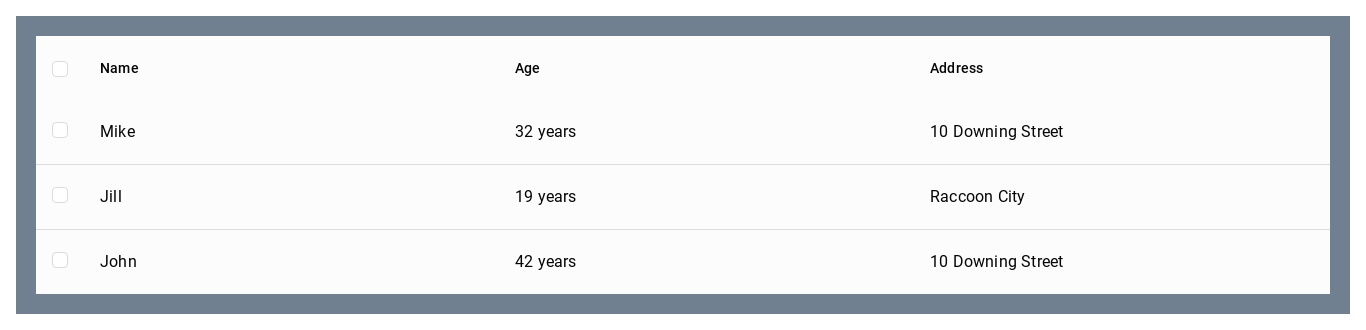 Name Age Address
Mike 32 years 10 Downing Street
Jill 19 years Raccoon City
John 42 years 10 Downing Street